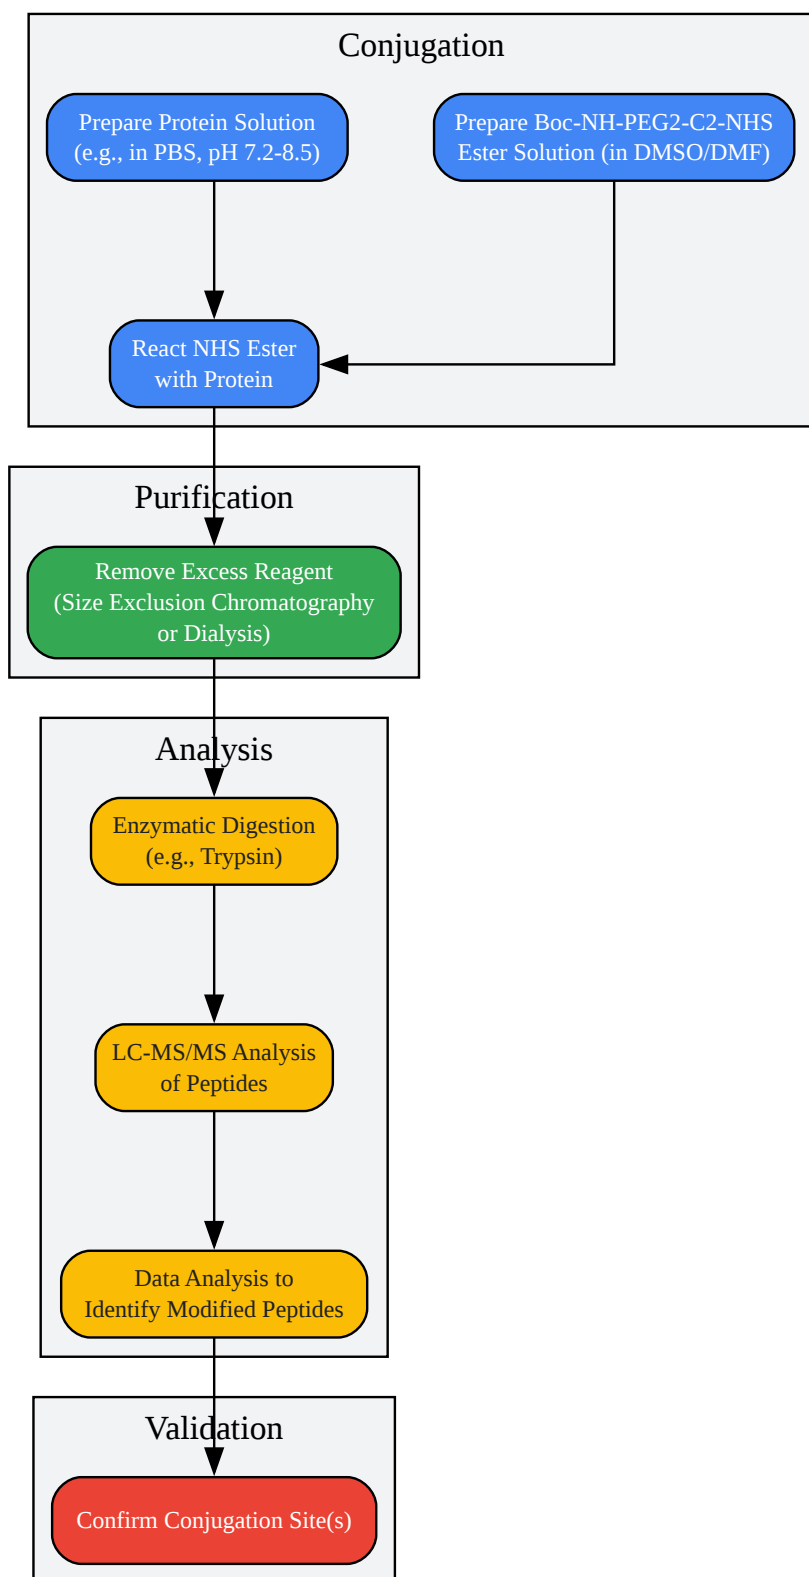 Conjugation
Prepare Protein Solution
(e.g., in PBS, pH 7.2-8.5)
Prepare Boc-NH-PEG2-C2-NHS
Ester Solution (in DMSO/DMF)
React NHS Ester
with Protein
Purification
Remove Excess Reagent
(Size Exclusion Chromatography
or Dialysis)
Analysis
Enzymatic Digestion
(e.g., Trypsin)
LC-MS/MS Analysis
of Peptides
Data Analysis to
Identify Modified Peptides
Validation
Confirm Conjugation Site(s)